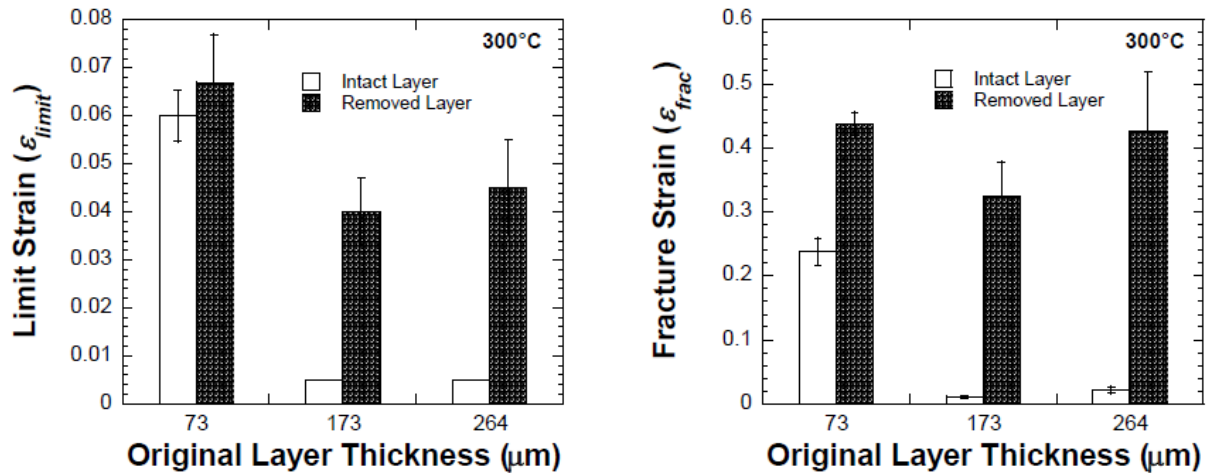 0.08
0.07
0.06
0.05
0.04
0.03
0.02
0.01
0
Limit Strain (εlimit)
300°C
Intact Layer
Removed Layer
73 173 264
Original Layer Thickness (μm)
0.6
0.5
0.4
0.3
0.2
0.1
0
Fracture Strain (εfrac)
300°C
Intact Layer
Removed Layer
73 173 264
Original Layer Thickness (μm)